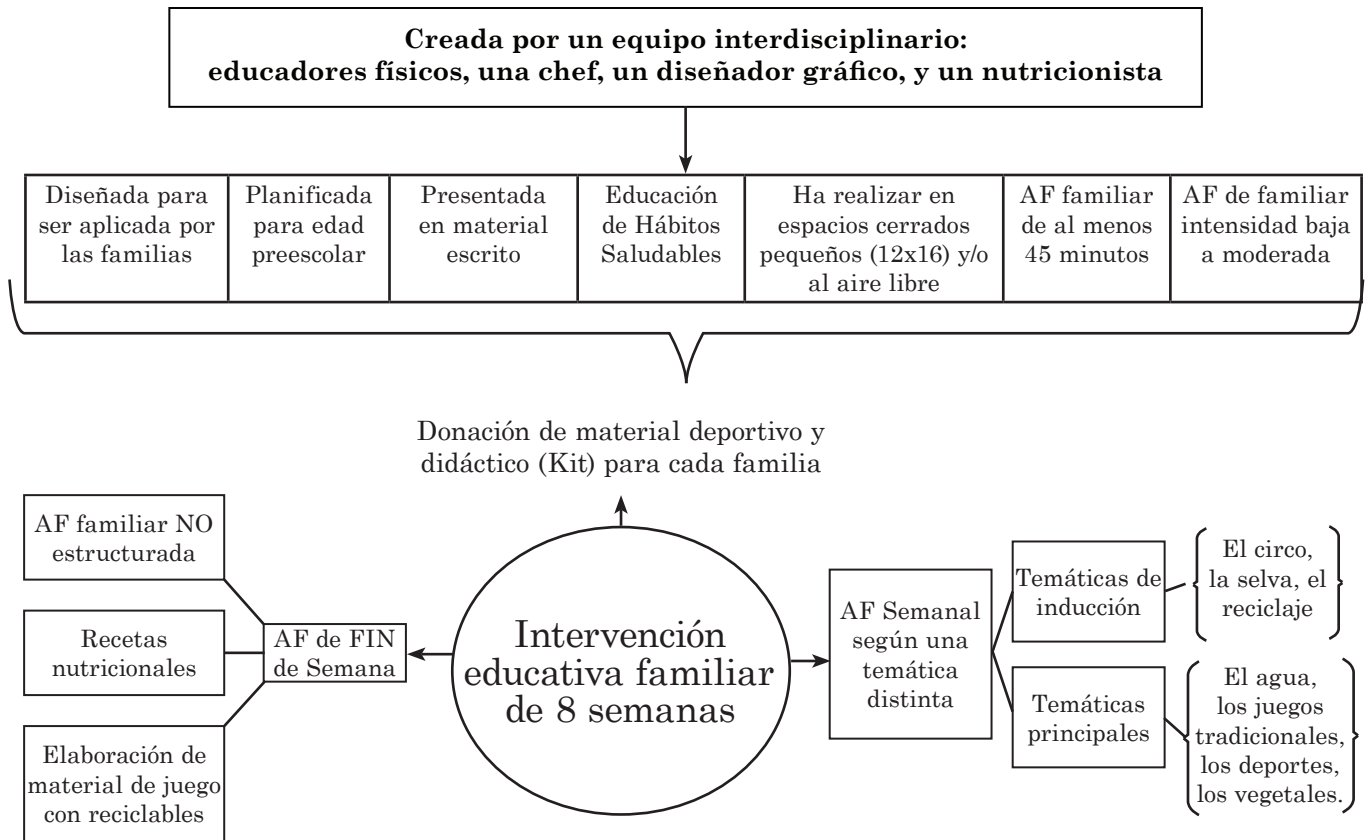 Creada por un equipo interdisciplinario:
educadores físicos, una chef, un diseñador gráfico, y un nutricionista
Diseñada para
ser aplicada por
las familias
Planificada
para edad
preescolar
Presentada
en material
escrito
Educación
de Hábitos
Saludables
Ha realizar en
espacios cerrados
pequeños (12x16) y/o
al aire libre
AF familiar
de al menos
45 minutos
AF de familiar
intensidad baja
a moderada
Donación de material deportivo y
didáctico (Kit) para cada familia
AF familiar NO
estructurada
Recetas
nutricionales
Elaboración de
material de juego
con reciclables
AF de FIN
de Semana
Intervención
educativa familiar
de 8 semanas
AF Semanal
según una
temática
distinta
Temáticas de
inducción
El circo,
la selva, el
reciclaje
Temáticas
principales
El agua,
los juegos
tradicionales,
los deportes,
los vegetales.